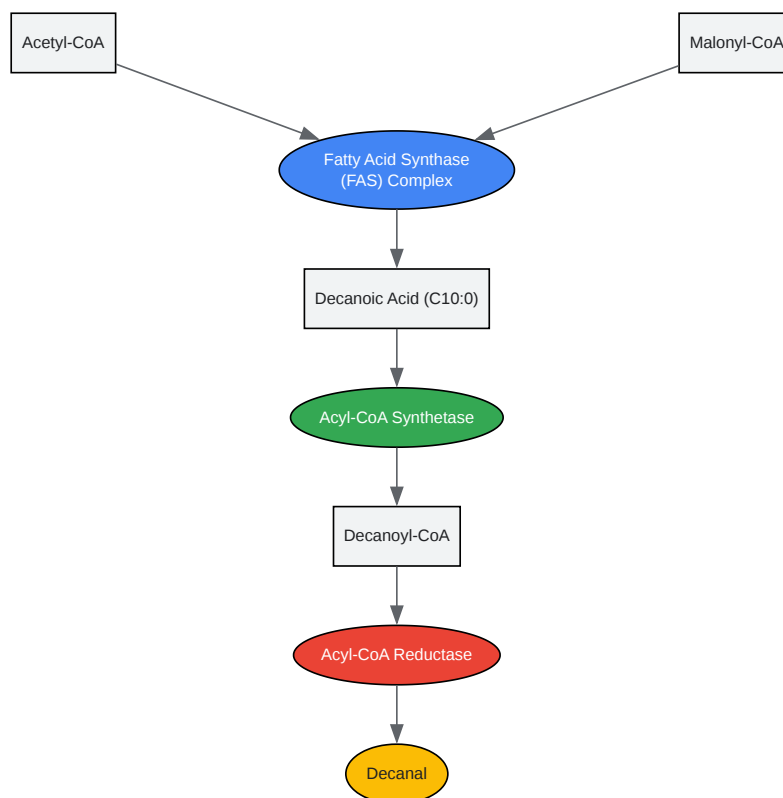 Acetyl-CoA
Malonyl-CoA
Fatty Acid Synthase
(FAS) Complex
Decanoic Acid (C10:0)
Acyl-CoA Synthetase
Decanoyl-CoA
Acyl-CoA Reductase
Decanal